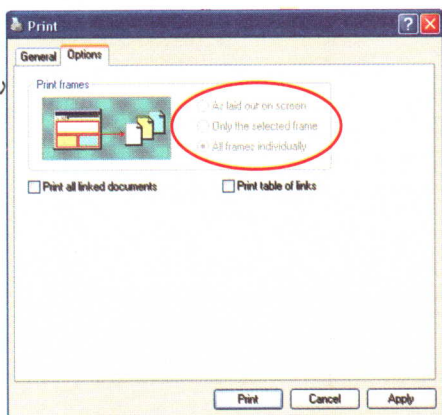 Print
General Options
Print frames
As laid out on screen
Only the selected frame
All frames individually
Print all linked documents
Print table of links
Print Cancel Apply